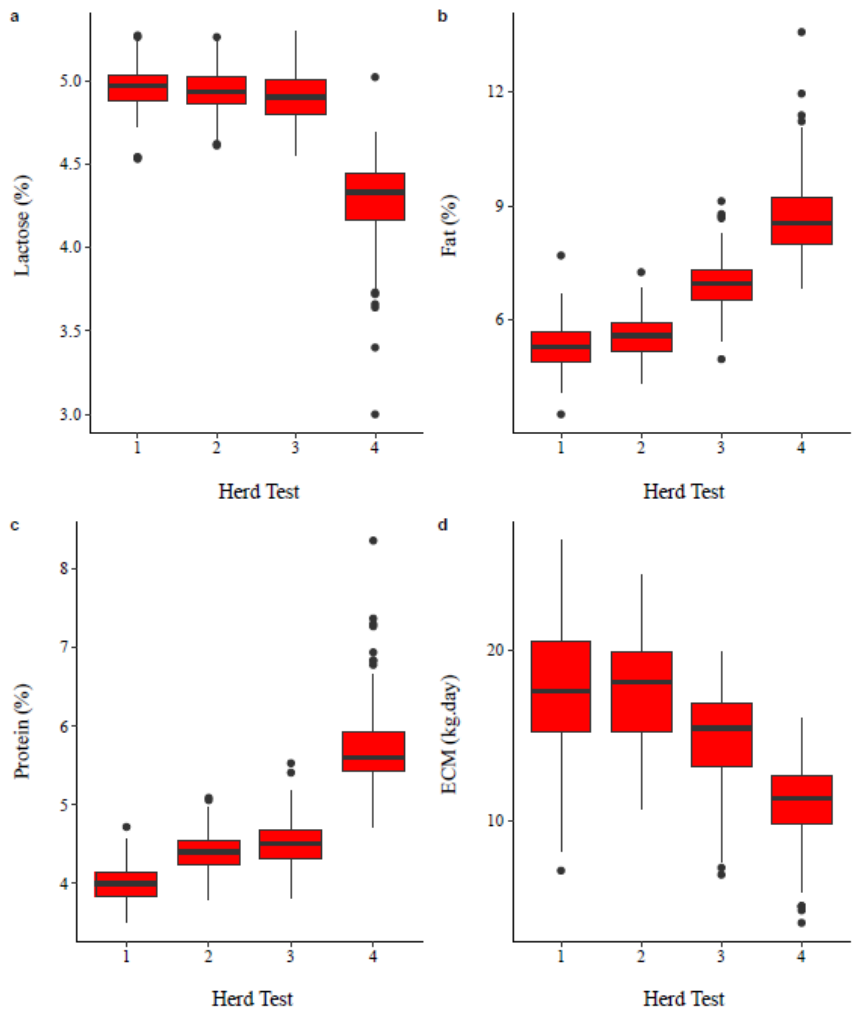 a
Lactose (%)
5.0
4.5
4.0
3.5
3.0
1 2 3 4
Herd Test
b
Fat (%)
12
9
6
1 2 3 4
Herd Test
c
Protein (%)
8
7
6
5
4
1 2 3 4
Herd Test
d
ECM (kg.day)
20
10
1 2 3 4
Herd Test